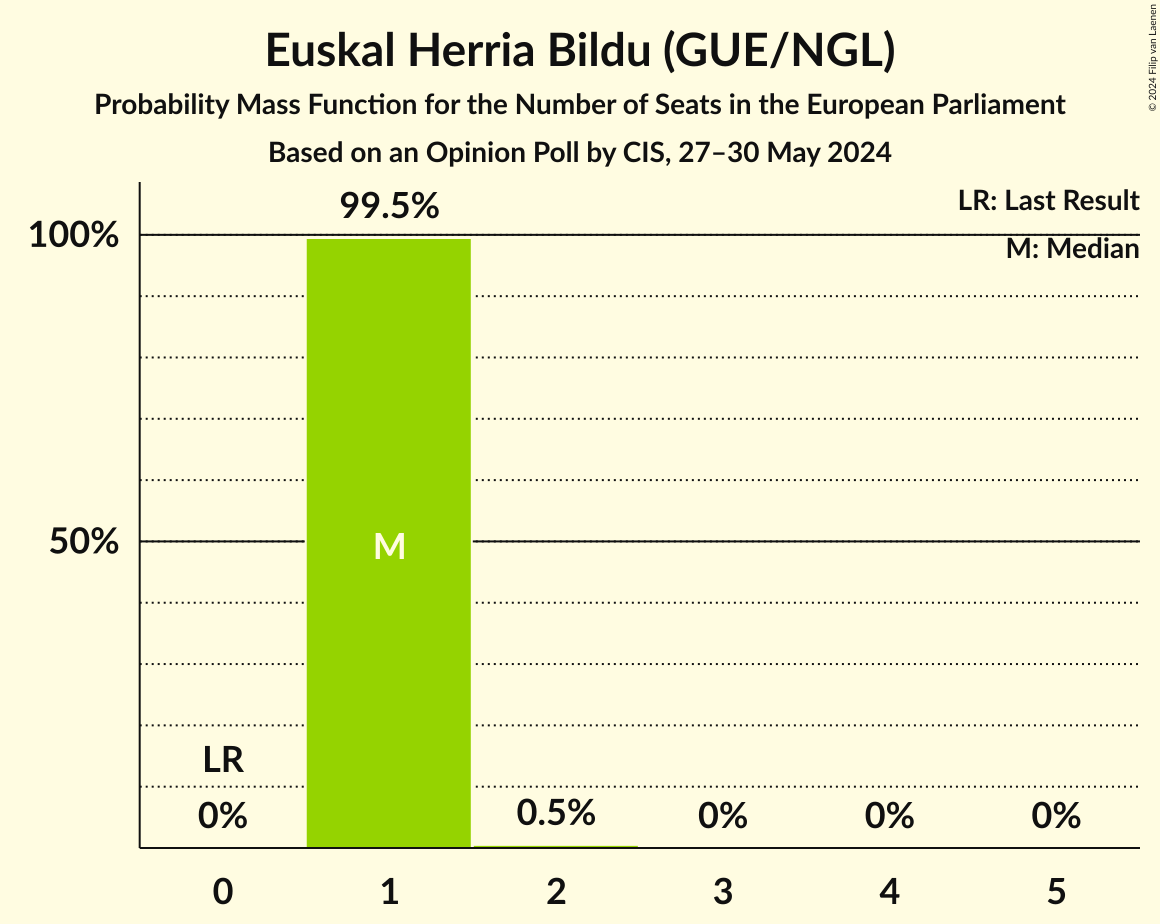 Euskal Herria Bildu (GUE/NGL)
Probability Mass Function for the Number of Seats in the European Parliament
Based on an Opinion Poll by CIS, 27–30 May 2024
© 2024 Filip van Laenen
99.5%
LR: Last Result
100%
M: Median
50%
M
LR
0%
0.5%
0%
0%
0%
0
1
2
3
4
5